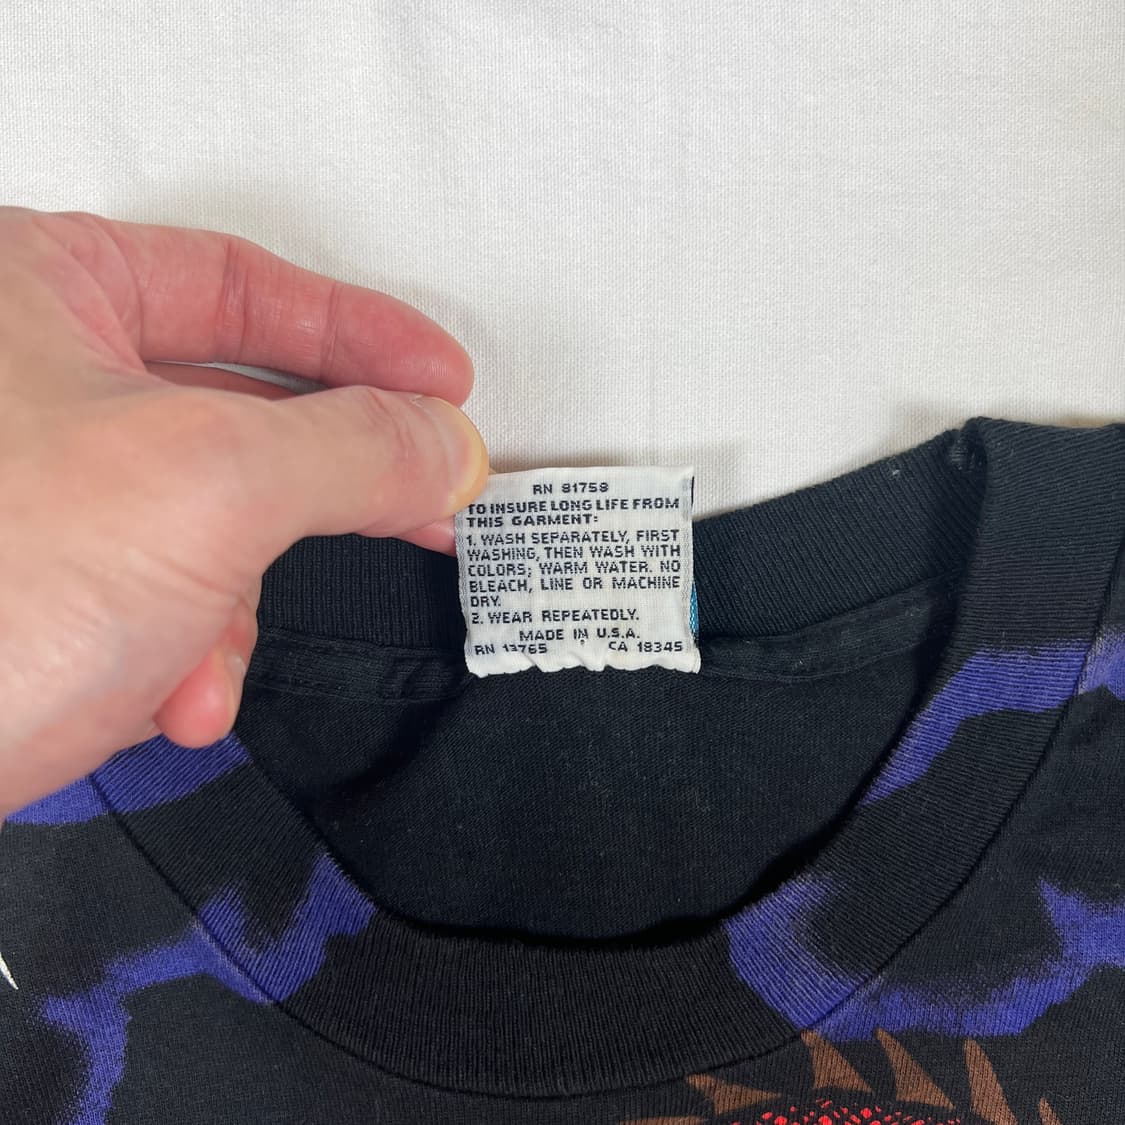 RN 81758
TO INSURE LONG LIFE FROM
THIS GARMENT:
1. WASH SEPARATELY, FIRST
WASHING, THEN WASH WITH
COLORS; WARM WATER. NO
BLEACH, LINE OR MACHINE
DRY.
2. WEAR REPEATEDLY.
MADE IN U.S.A.
RN 13765 CA 18345